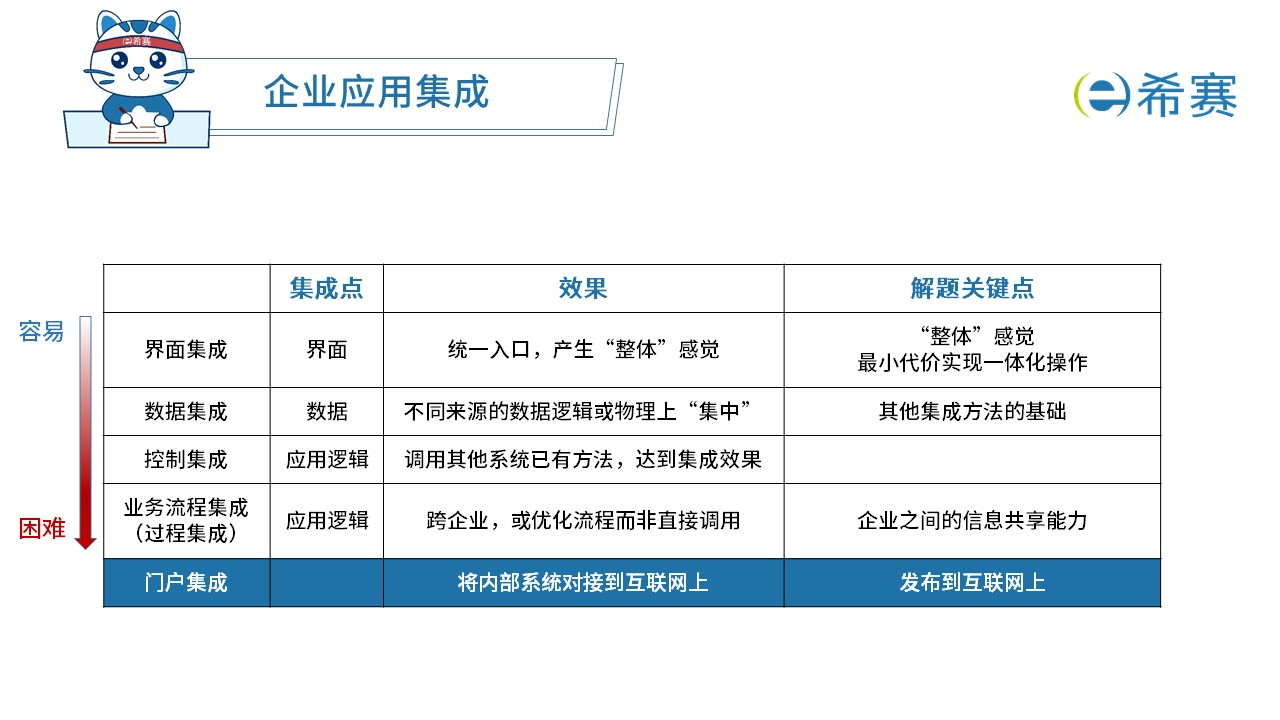 希赛
企业应用集成
希赛
集成点 效果 解题关键点
容易
界面集成 界面 统一入口，产生“整体”感觉 “整体”感觉
最小代价实现一体化操作
数据集成 数据 不同来源的数据逻辑或物理上“集中” 其他集成方法的基础
控制集成 应用逻辑 调用其他系统已有方法，达到集成效果
困难
业务流程集成
（过程集成） 应用逻辑 跨企业，或优化流程而非直接调用 企业之间的信息共享能力
门户集成 将内部系统对接到互联网上 发布到互联网上